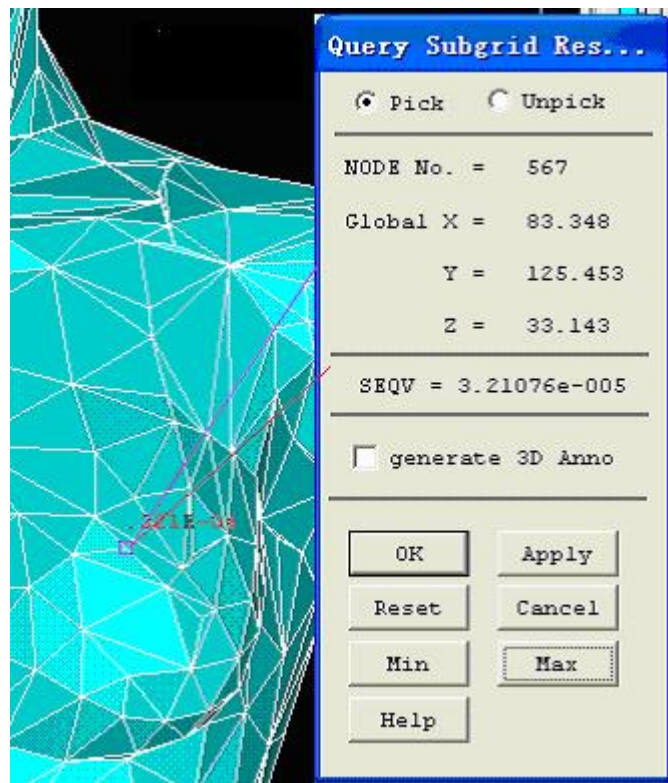 Query Subgrid Res...
Pick Unpick
NODE No. = 567
Global X = 83.348
Y = 125.453
Z = 33.143
SEQV = 3.21076e-005
generate 3D Anno
OK Apply
Reset Cancel
Min Max
Help